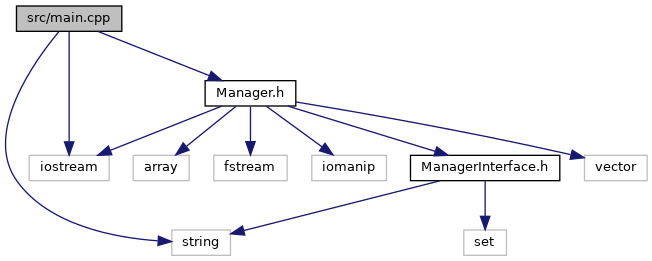 src/main.cpp
Manager.h
iostream
array
fstream
iomanip
ManagerInterface.h
vector
string
set